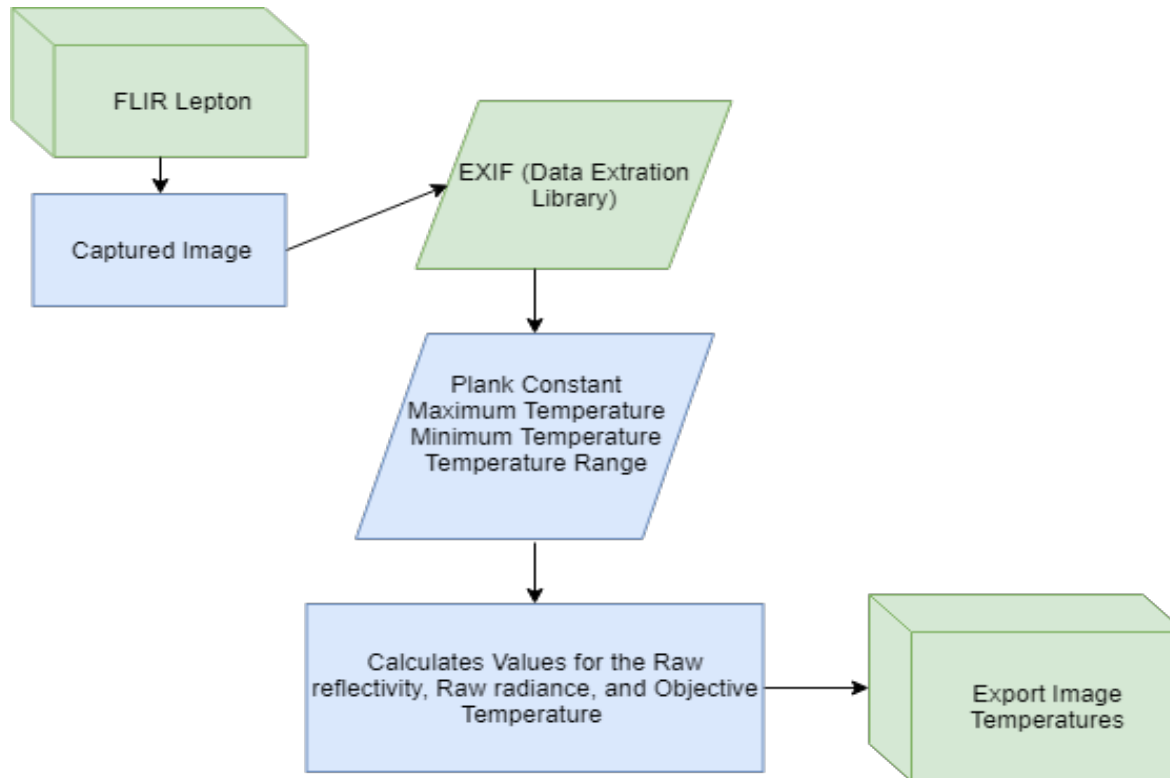 FLIR Lepton
EXIF (Data Extration
Library)
Captured Image
Plank Constant
Maximum Temperature
Minimum Temperature
Temperature Range
Calculates Values for the Raw
reflectivity, Raw radiance, and Objective
Temperature
Export Image
Temperatures